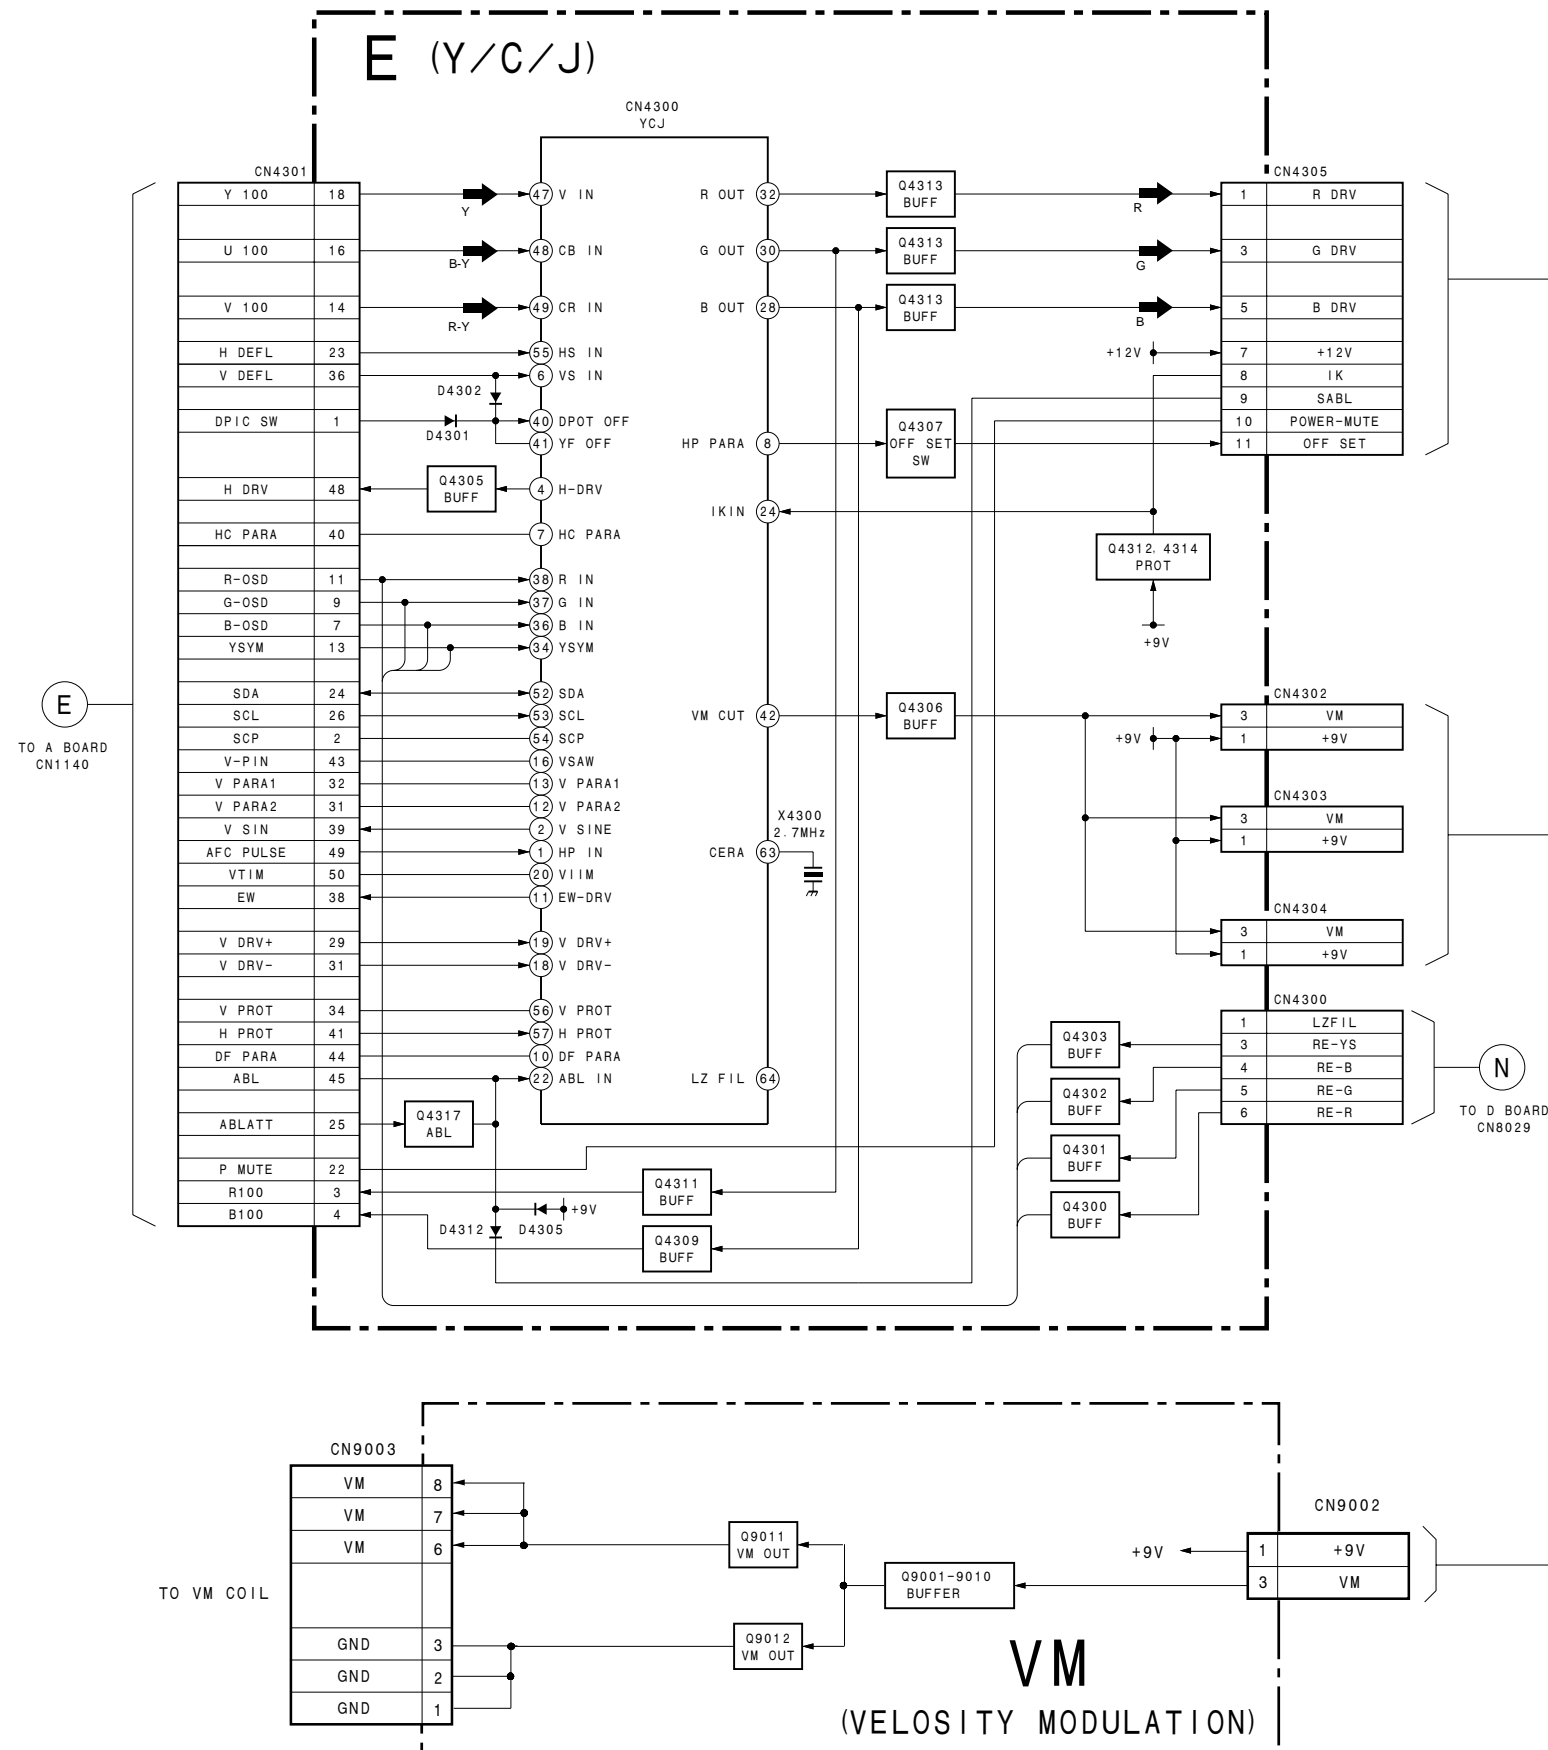 E (Y/C/J)
CN4300
YCJ
CN4301
Y 100 18
U 100 16
V 100 14
H DEFL 23
V DEFL 36
DPIC SW 1
H DRV 48
HC PARA 40
R-OSD 11
G-OSD 9
B-OSD 7
YSYM 13
SDA 24
SCL 26
SCP 2
V-PIN 43
V PARA1 32
V PARA2 31
V SIN 39
AFC PULSE 49
VTIM 50
EW 38
V DRV+ 29
V DRV- 31
V PROT 34
H PROT 41
DF PARA 44
ABL 45
ABLATT 25
P MUTE 22
R100 3
B100 4
E
TO A BOARD
CN1140
Y
B-Y
R-Y
D4302
D4301
Q4305
BUFF
Q4317
ABL
D4312
D4305
+9V
47 V IN
48 CB IN
49 CR IN
55 HS IN
6 VS IN
40 DPOT OFF
41 YF OFF
4 H-DRV
7 HC PARA
38 R IN
37 G IN
36 B IN
34 YSYM
52 SDA
53 SCL
54 SCP
16 VSAW
13 V PARA1
12 V PARA2
2 V SINE
1 HP IN
20 VIIM
11 EW-DRV
19 V DRV+
18 V DRV-
56 V PROT
57 H PROT
10 DF PARA
22 ABL IN
R OUT 32
G OUT 30
B OUT 28
HP PARA 8
IKIN 24
VM CUT 42
CERA 63
LZ FIL 64
X4300
2.7MHz
Q4313
BUFF
Q4313
BUFF
Q4313
BUFF
Q4307
OFF SET
SW
Q4306
BUFF
Q4311
BUFF
Q4309
BUFF
R
G
B
+12V
Q4312, 4314
PROT
+9V
+9V
Q4303
BUFF
Q4302
BUFF
Q4301
BUFF
Q4300
BUFF
CN4305
1 R DRV
3 G DRV
5 B DRV
7 +12V
8 IK
9 SABL
10 POWER-MUTE
11 OFF SET
CN4302
3 VM
1 +9V
CN4303
3 VM
1 +9V
CN4304
3 VM
1 +9V
CN4300
1 LZFIL
3 RE-YS
4 RE-B
5 RE-G
6 RE-R
N
TO D BOARD
CN8029
CN9003
VM 8
VM 7
VM 6
GND 3
GND 2
GND 1
TO VM COIL
Q9011
VM OUT
Q9012
VM OUT
Q9001-9010
BUFFER
+9V
CN9002
1 +9V
3 VM
VM
(VELOSITY MODULATION)